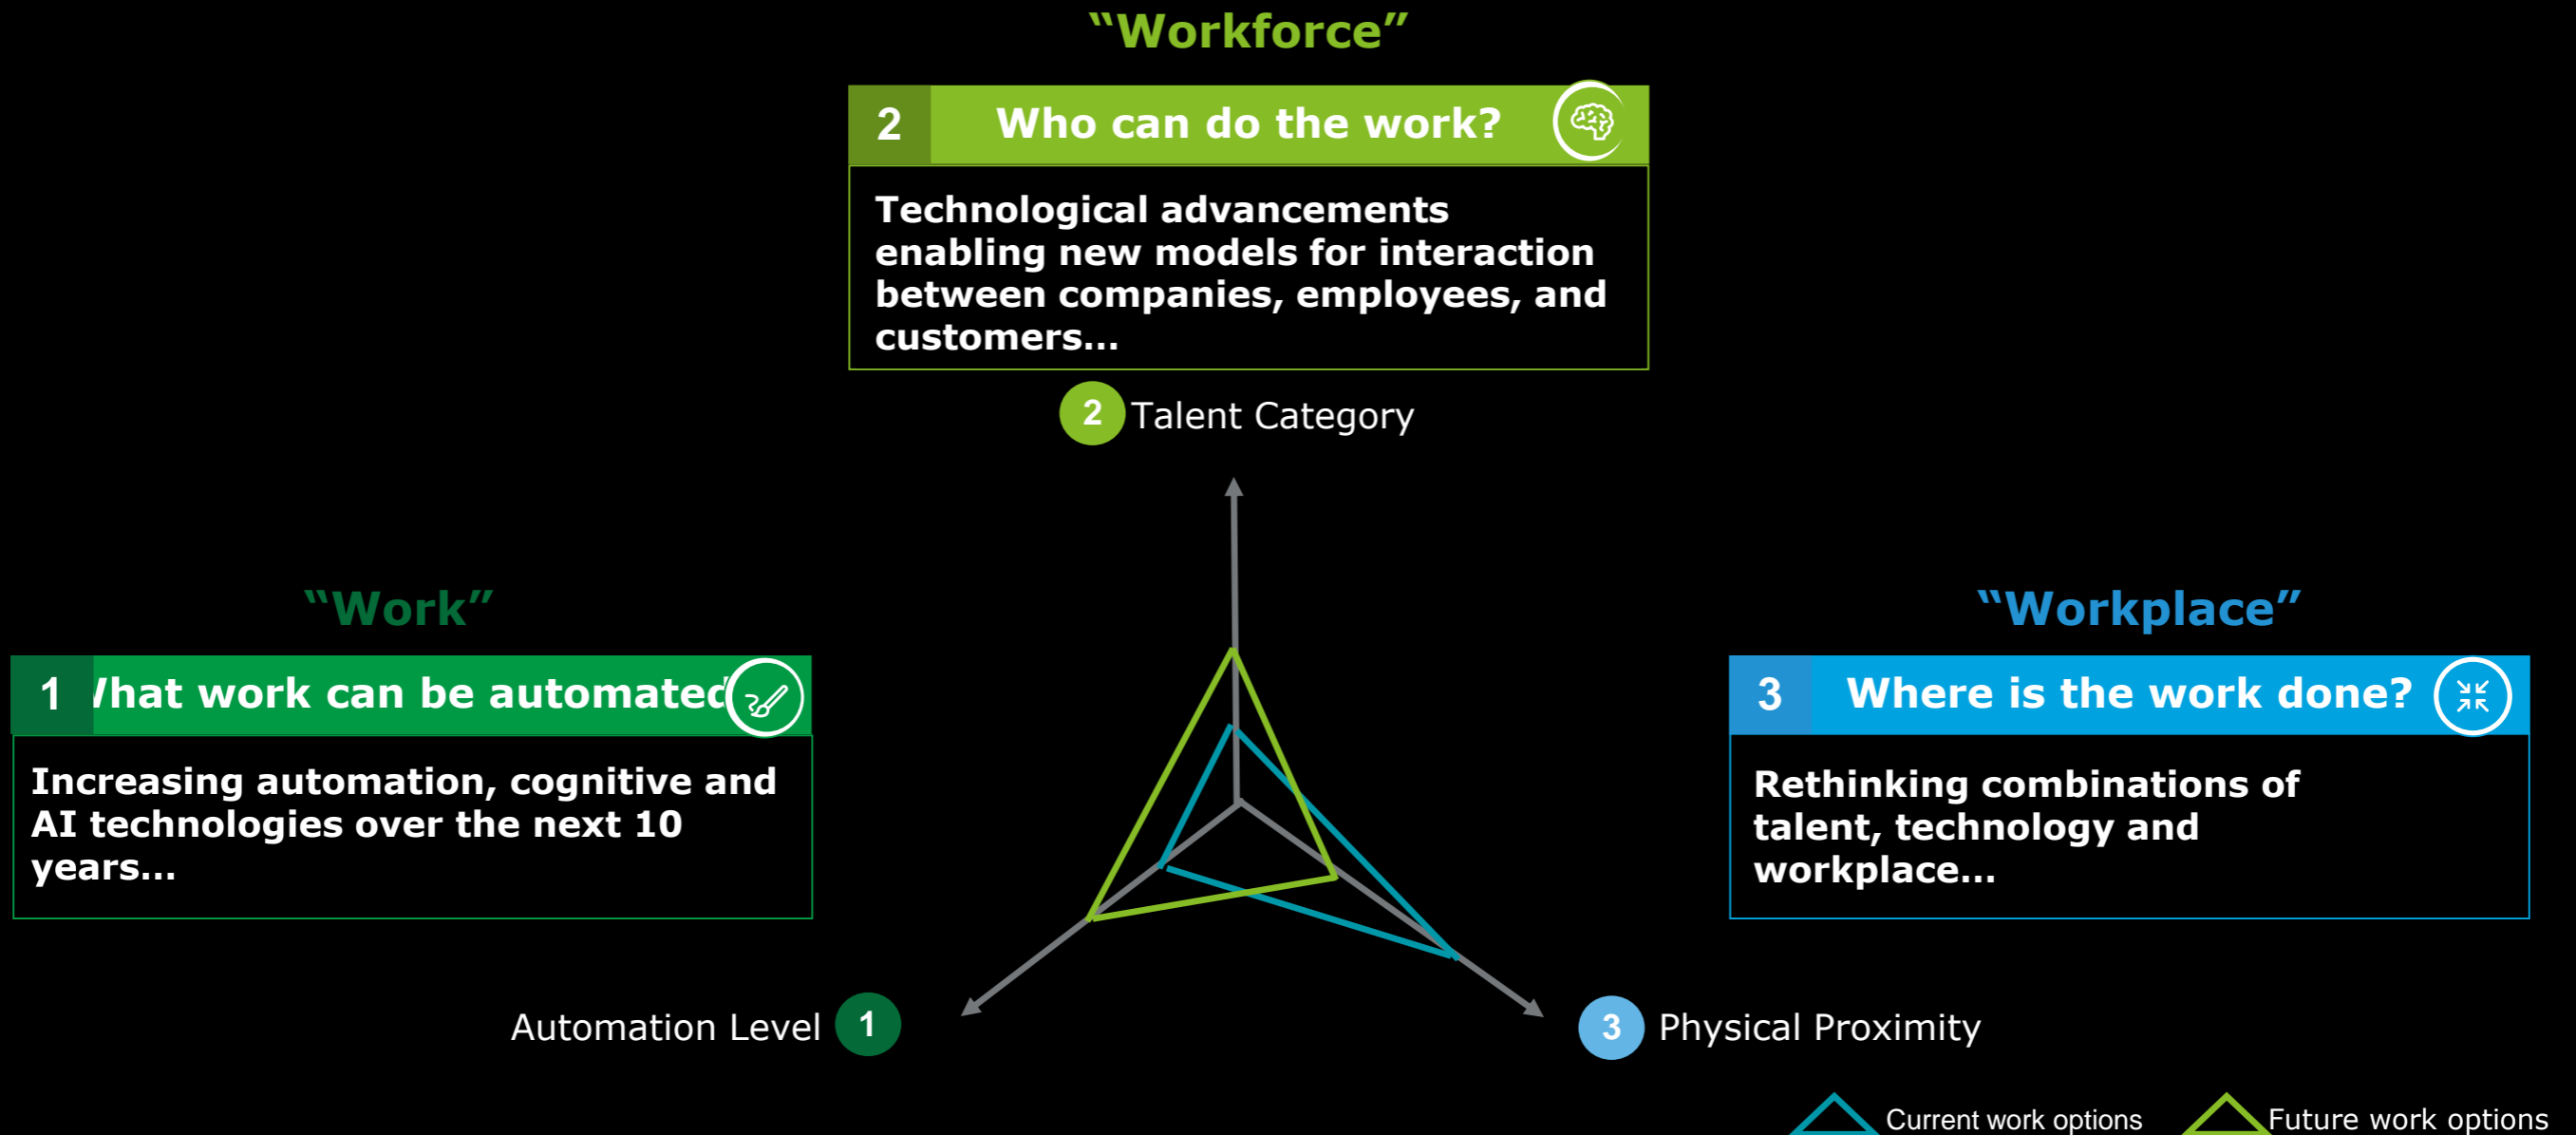 “Workforce”
2 Who can do the work?
Technological advancements
enabling new models for interaction
between companies, employees, and
customers...
2 Talent Category
“Work”
1 hat work can be automated
Increasing automation, cognitive and
AI technologies over the next 10
years...
“Workplace”
3 Where is the work done?
Rethinking combinations of
talent, technology and
workplace...
Automation Level 1
3 Physical Proximity
Current work options
Future work options